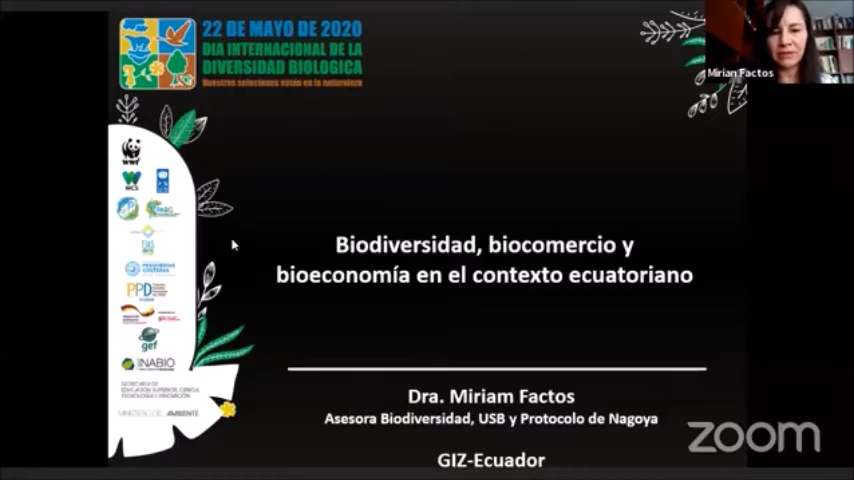 22 DE MAYO DE 2020
DIA INTERNACIONAL DE LA
DIVERSIDAD BIOLOGICA
Nuestras soluciones están en la naturaleza
Mirian Factos
WWF
WCS
PPD
gef
INABIO
SECRETARÍA DE
EDUCACIÓN SUPERIOR, CIENCIA,
TECNOLOGÍA E INNOVACIÓN
MINISTERIO DEL AMBIENTE
Biodiversidad, biocomercio y
bioeconomía en el contexto ecuatoriano
Dra. Miriam Factos
Asesora Biodiversidad, USB y Protocolo de Nagoya
GIZ-Ecuador
zoom